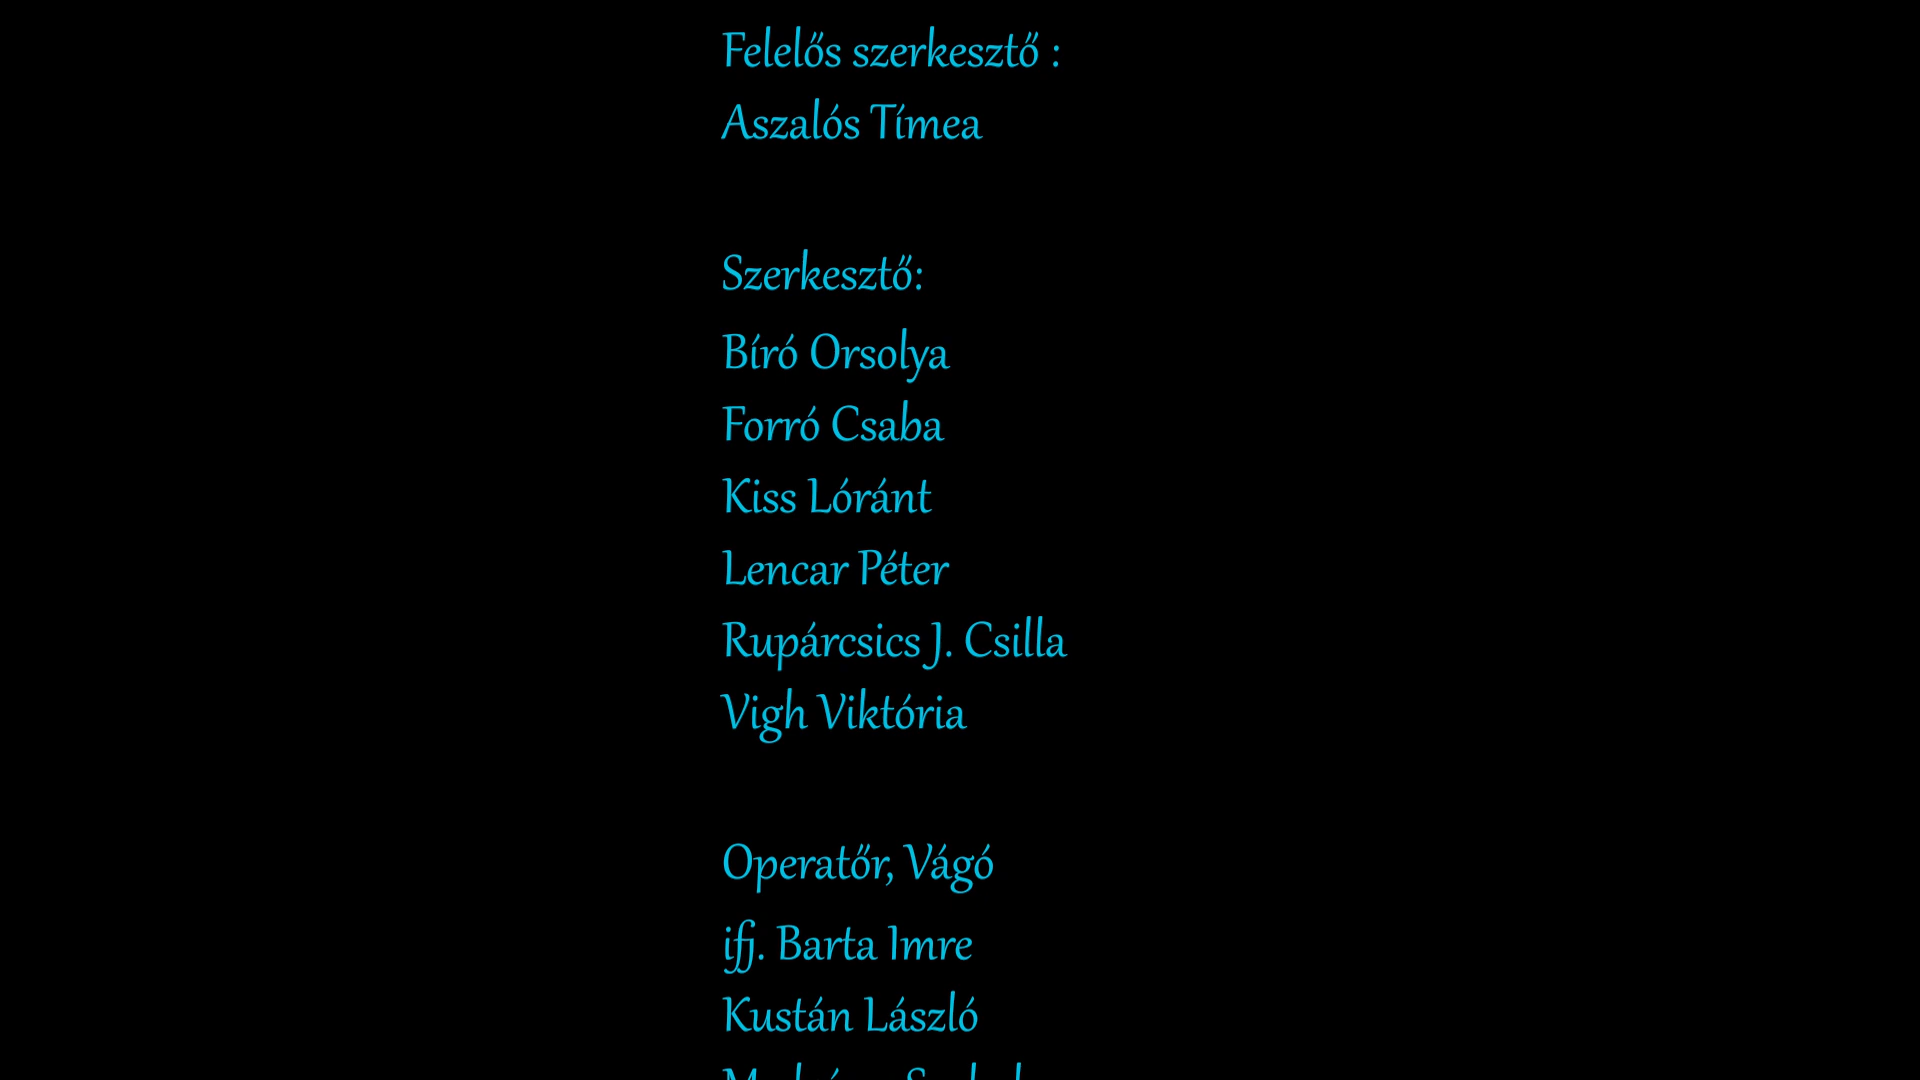 Felelős szerkesztő :
Aszalós Tímea
Szerkesztő:
Bíró Orsolya
Forró Csaba
Kiss Lóránt
Lencar Péter
Rupárcsics J. Csilla
Vigh Viktória
Operatőr, Vágó
ifj. Barta Imre
Kustán László